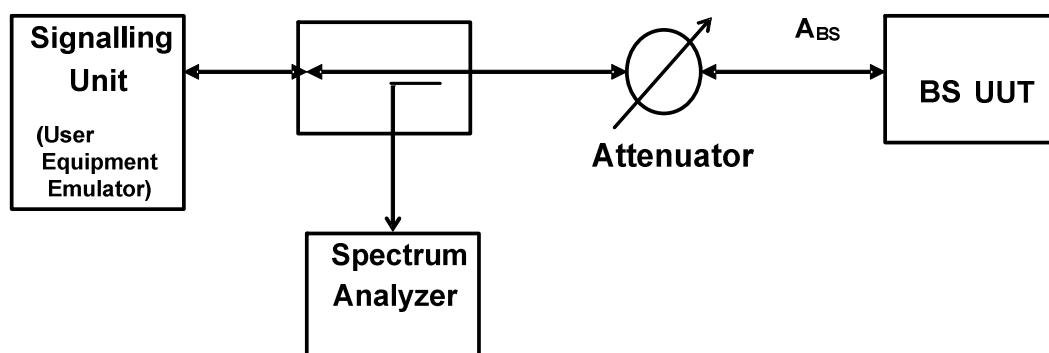 Signalling
Unit
(User
Equipment
Emulator)
ABS
BS UUT
Attenuator
Spectrum
Analyzer